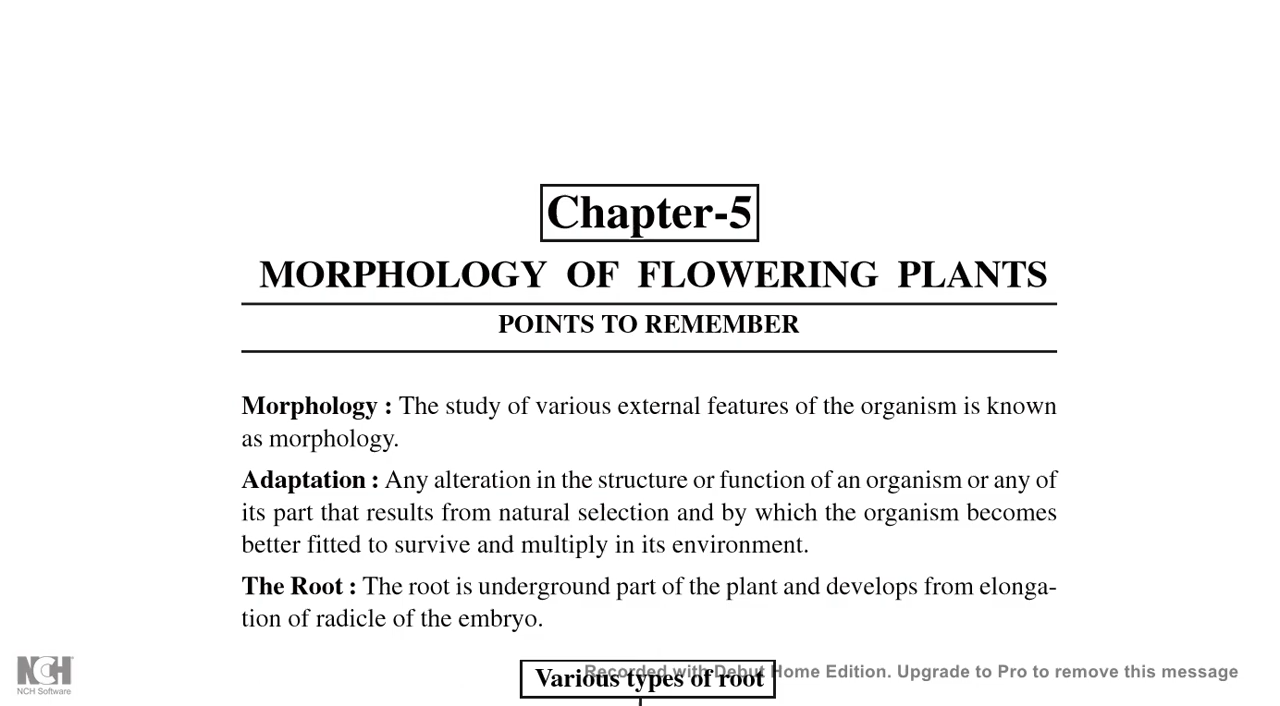 Chapter-5
MORPHOLOGY OF FLOWERING PLANTS
POINTS TO REMEMBER
Morphology : The study of various external features of the organism is known
as morphology.
Adaptation : Any alteration in the structure or function of an organism or any of
its part that results from natural selection and by which the organism becomes
better fitted to survive and multiply in its environment.
The Root : The root is underground part of the plant and develops from elonga-
tion of radicle of the embryo.
Various types of root
Recorded with Debut Home Edition. Upgrade to Pro to remove this message
NCH
NCH Software